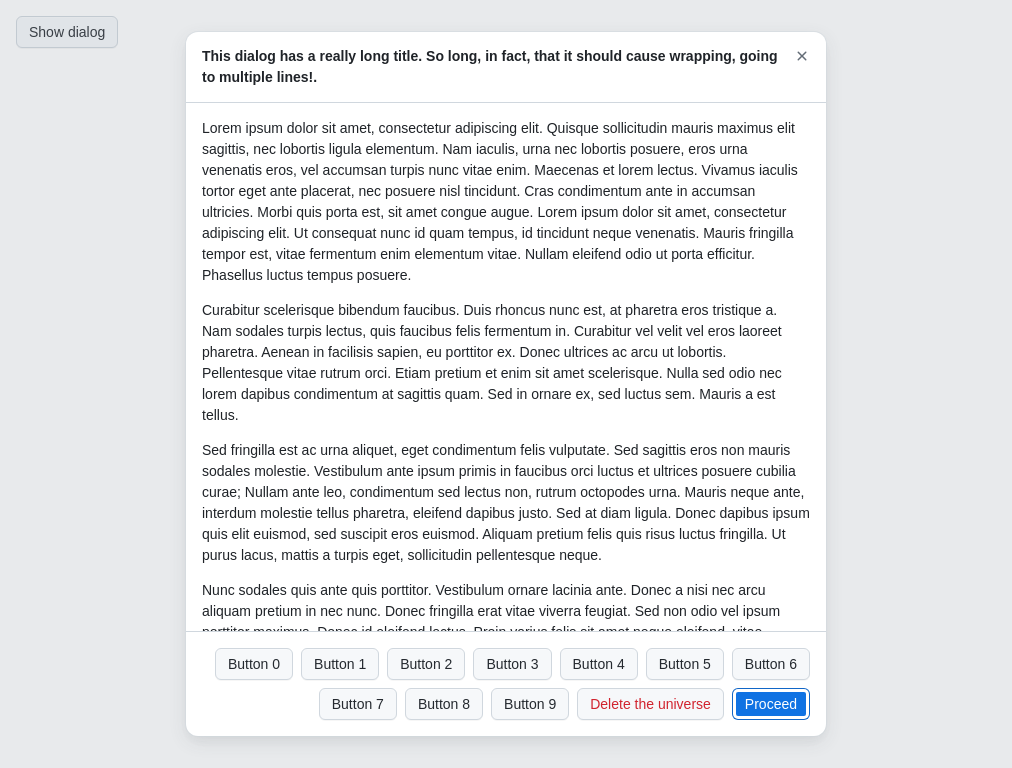 Show dialog
This dialog has a really long title. So long, in fact, that it should cause wrapping, going
to multiple lines!.
Lorem ipsum dolor sit amet, consectetur adipiscing elit. Quisque sollicitudin mauris maximus elit
sagittis, nec lobortis ligula elementum. Nam iaculis, urna nec lobortis posuere, eros urna
venenatis eros, vel accumsan turpis nunc vitae enim. Maecenas et lorem lectus. Vivamus iaculis
tortor eget ante placerat, nec posuere nisl tincidunt. Cras condimentum ante in accumsan
ultricies. Morbi quis porta est, sit amet congue augue. Lorem ipsum dolor sit amet, consectetur
adipiscing elit. Ut consequat nunc id quam tempus, id tincidunt neque venenatis. Mauris fringilla
tempor est, vitae fermentum enim elementum vitae. Nullam eleifend odio ut porta efficitur.
Phasellus luctus tempus posuere.
Curabitur scelerisque bibendum faucibus. Duis rhoncus nunc est, at pharetra eros tristique a.
Nam sodales turpis lectus, quis faucibus felis fermentum in. Curabitur vel velit vel eros laoreet
pharetra. Aenean in facilisis sapien, eu porttitor ex. Donec ultrices ac arcu ut lobortis.
Pellentesque vitae rutrum orci. Etiam pretium et enim sit amet scelerisque. Nulla sed odio nec
lorem dapibus condimentum at sagittis quam. Sed in ornare ex, sed luctus sem. Mauris a est
tellus.
Sed fringilla est ac urna aliquet, eget condimentum felis vulputate. Sed sagittis eros non mauris
sodales molestie. Vestibulum ante ipsum primis in faucibus orci luctus et ultrices posuere cubilia
curae; Nullam ante leo, condimentum sed lectus non, rutrum octopodes urna. Mauris neque ante,
interdum molestie tellus pharetra, eleifend dapibus justo. Sed at diam ligula. Donec dapibus ipsum
quis elit euismod, sed suscipit eros euismod. Aliquam pretium felis quis risus luctus fringilla. Ut
purus lacus, mattis a turpis eget, sollicitudin pellentesque neque.
Nunc sodales quis ante quis porttitor. Vestibulum ornare lacinia ante. Donec a nisi nec arcu
aliquam pretium in nec nunc. Donec fringilla erat vitae viverra feugiat. Sed non odio vel ipsum
porttitor maximus. Donec id eleifend lectus. Proin varius felis sit amet neque eleifend, vitae
Button 0 Button 1 Button 2 Button 3 Button 4 Button 5 Button 6
Button 7 Button 8 Button 9 Delete the universe Proceed